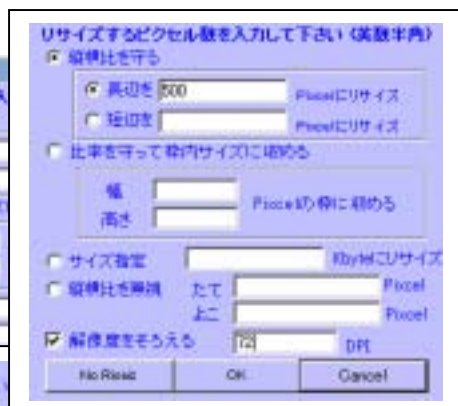 リサイズするピクセル数を入力して下さい (英数半角)
縦横比を守る
長辺を 500 Pixcelにリサイズ
短辺を Pixcelにリサイズ
比率を守って枠内サイズに収める
幅
高さ
Pixcelの枠に収める
サイズ指定 Kbyteにリサイズ
縦横比を無視 たて Pixcel
よこ Pixcel
解像度をそろえる 72 DPI
No Resize OK Cancel